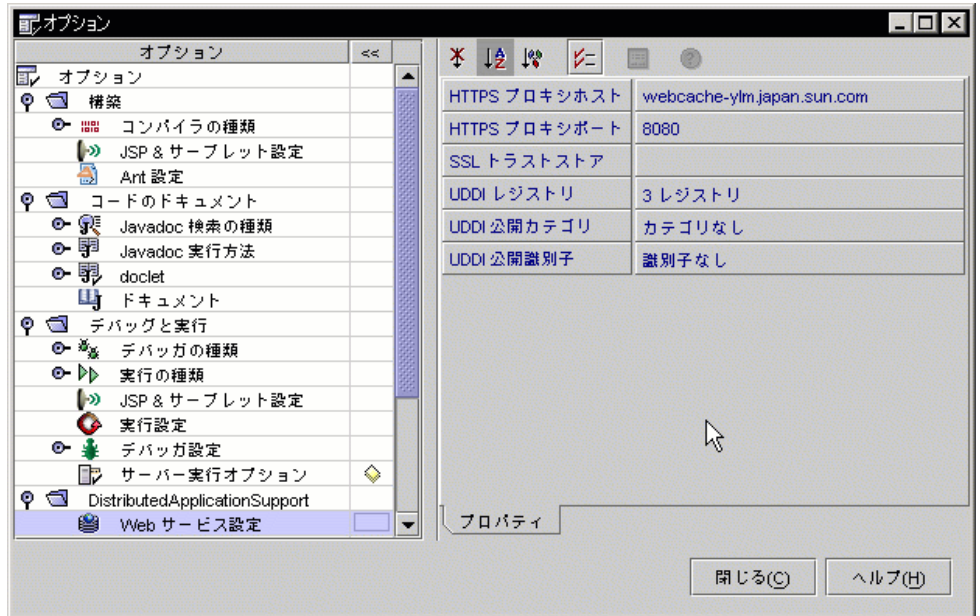 オプション
オプション <<
オプション
構築
コンパイラの種類
JSP & サーブレット設定
Ant 設定
コードのドキュメント
Javadoc 検索の種類
Javadoc 実行方法
doclet
ドキュメント
デバッグと実行
デバッガの種類
実行の種類
JSP & サーブレット設定
実行設定
デバッガ設定
サーバー実行オプション
DistributedApplicationSupport
Web サービス設定
HTTPS プロキシホスト webcache-ylm.japan.sun.com
HTTPS プロキシポート 8080
SSL トラストストア
UDDI レジストリ 3 レジストリ
UDDI 公開カテゴリ カテゴリなし
UDDI 公開識別子 識別子なし
プロパティ
閉じる(C) ヘルプ(H)